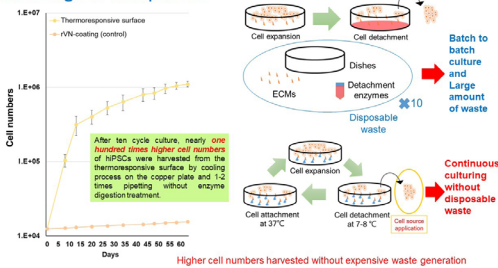 1.E+07
Thermoresponsive surface
rVN-coating (control)
1.E+06
1.E+05
1.E+04
Cell numbers
0 5 10 15 20 25 30 35 40 45 50 55 60
Days
After ten cycle culture, nearly one
hundred times higher cell numbers
of hiPSCs were harvested from the
thermoresponsive surface by cooling
process on the copper plate and 1-2
times pipetting without enzyme
digestion treatment.
Cell expansion
Cell detachment
Dishes
ECMs
Detachment
enzymes
×10
Disposable
waste
Batch to
batch
culture
and
Large
amount
of waste
Cell expansion
Cell attachment
at 37℃
Cell detachment
at 7-8 ℃
Cell source
application
Continuous
culturing
without
disposable
waste
Higher cell numbers harvested without expensive waste generation